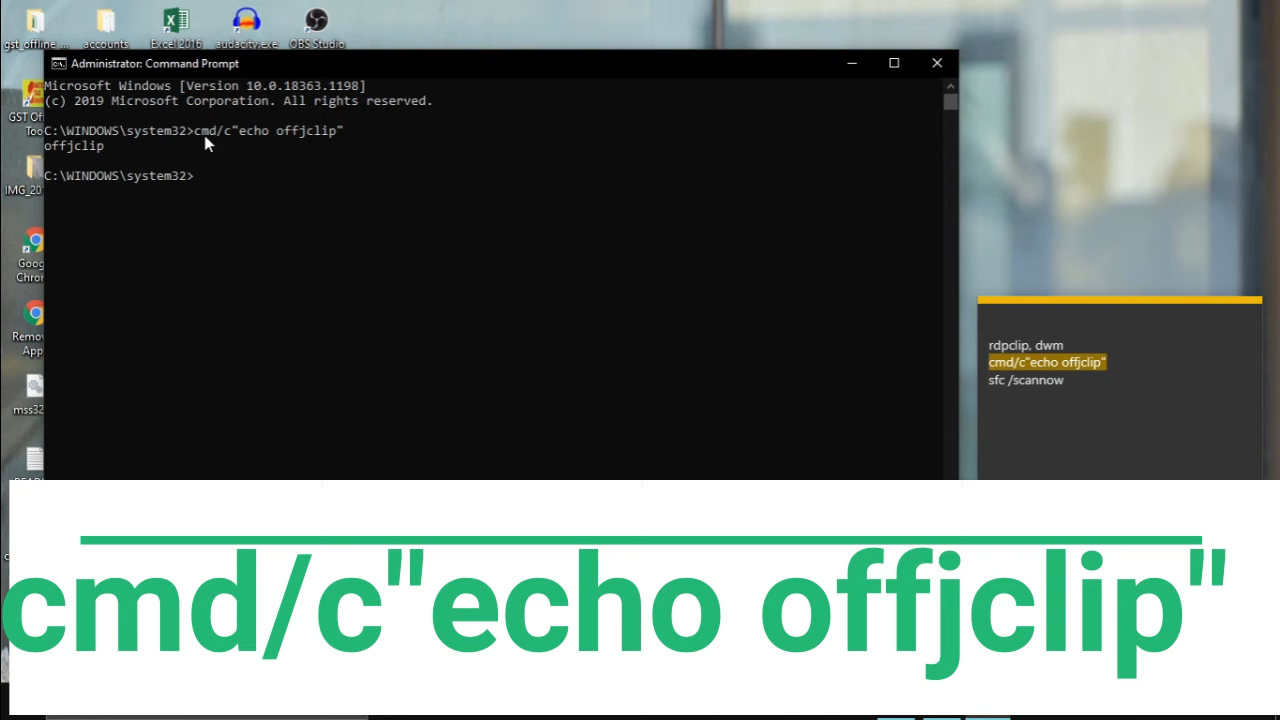 gst_offline ...
accounts
Excel 2016
audacity.exe
OBS Studio
Administrator: Command Prompt
Microsoft Windows [Version 10.0.18363.1198]
(c) 2019 Microsoft Corporation. All rights reserved.
C:\WINDOWS\system32>cmd/c"echo offjclip"
offjclip
C:\WINDOWS\system32>
GST Of
Too
IMG_20
Goog
Chro
Remo
App
mss32
rdpclip, dwm
cmd/c"echo offjclip"
sfc /scannow
cmd/c"echo offjclip"